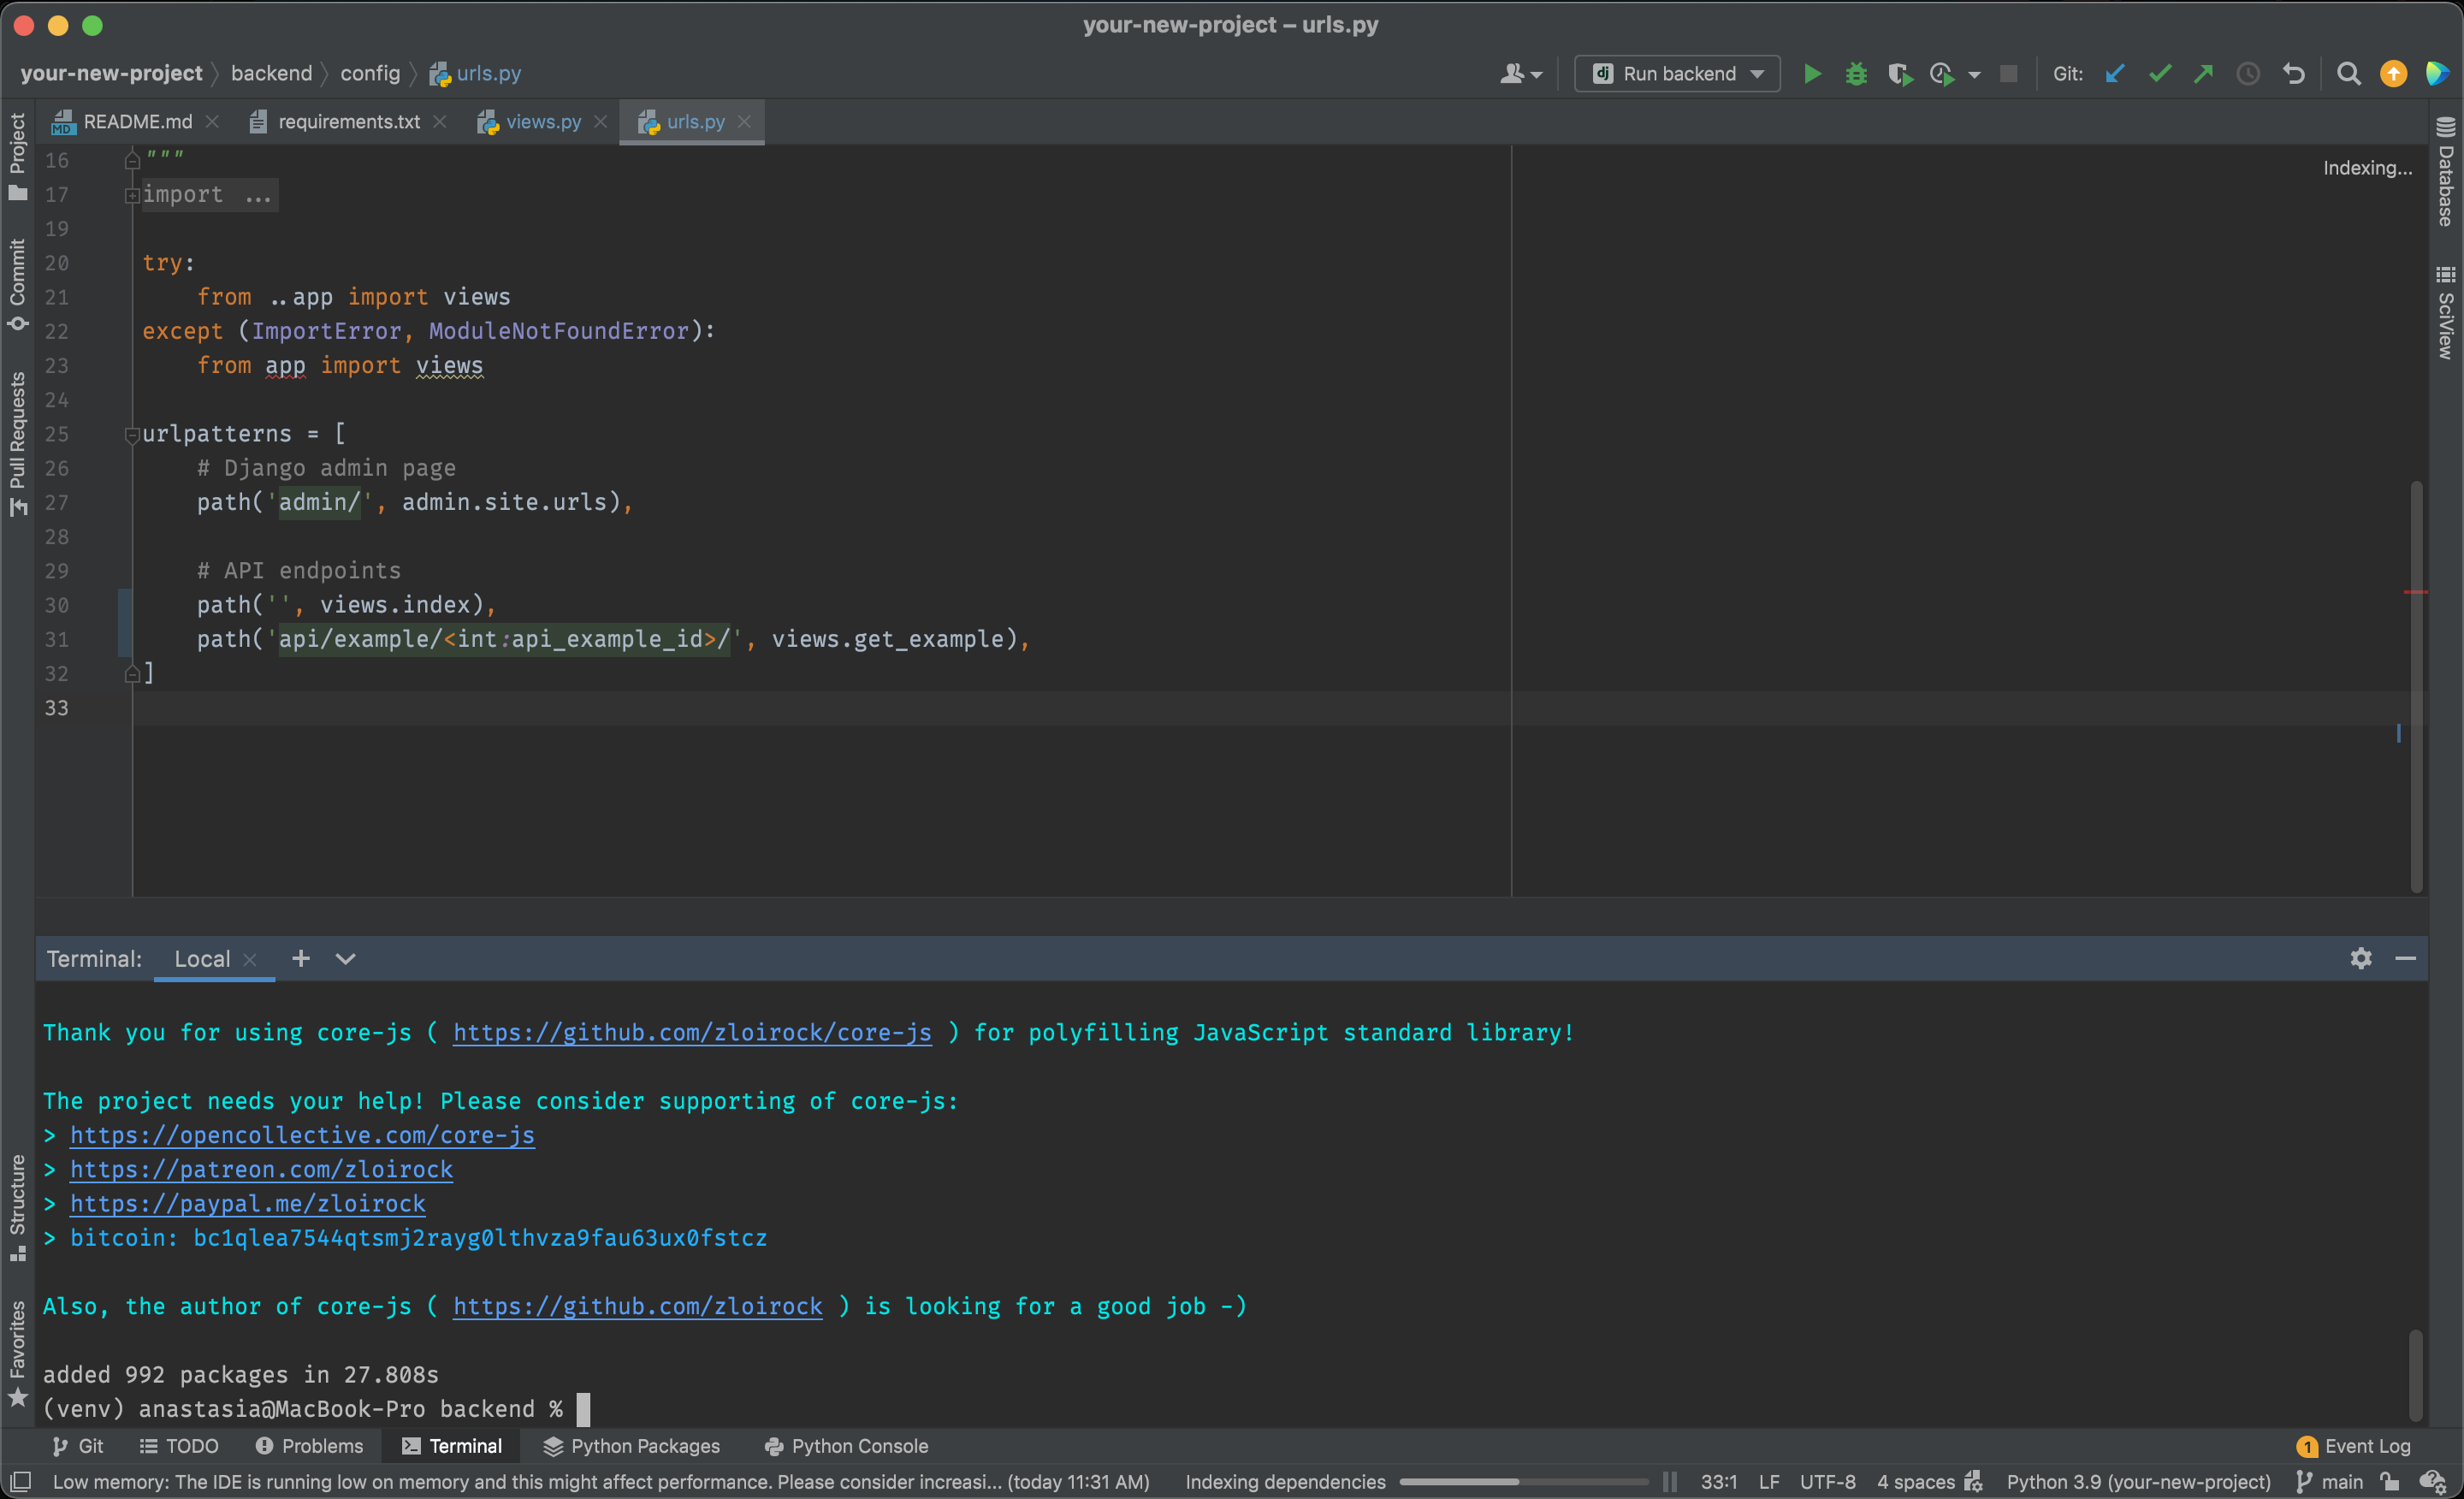 your-new-project – urls.py
your-new-project backend config urls.py
Run backend
Git:
README.md requirements.txt views.py urls.py
Project
Commit
Pull Requests
Structure
Favorites
Database
SciView
Indexing...
16 """
17 import ...
19
20 try:
21 from ..app import views
22 except (ImportError, ModuleNotFoundError):
23 from app import views
24
25 urlpatterns = [
26 # Django admin page
27 path('admin/', admin.site.urls),
28
29 # API endpoints
30 path('', views.index),
31 path('api/example/<int:api_example_id>/', views.get_example),
32 ]
33
Terminal: Local
Thank you for using core-js ( https://github.com/zloirock/core-js ) for polyfilling JavaScript standard library!
The project needs your help! Please consider supporting of core-js:
> https://opencollective.com/core-js
> https://patreon.com/zloirock
> https://paypal.me/zloirock
> bitcoin: bc1qlea7544qtsmj2rayg0lthvza9fau63ux0fstcz
Also, the author of core-js ( https://github.com/zloirock ) is looking for a good job -)
added 992 packages in 27.808s
(venv) anastasia@MacBook-Pro backend %
Git TODO Problems Terminal Python Packages Python Console 1 Event Log
Low memory: The IDE is running low on memory and this might affect performance. Please consider increasi... (today 11:31 AM) Indexing dependencies 33:1 LF UTF-8 4 spaces Python 3.9 (your-new-project) main